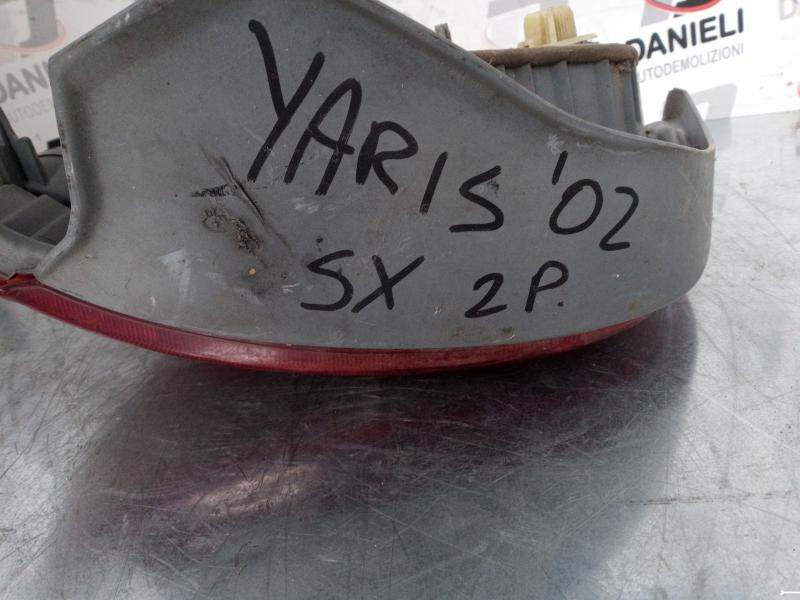 DANIELI
AUTODEMOLIZIONI
YARIS '02
SX 2P.